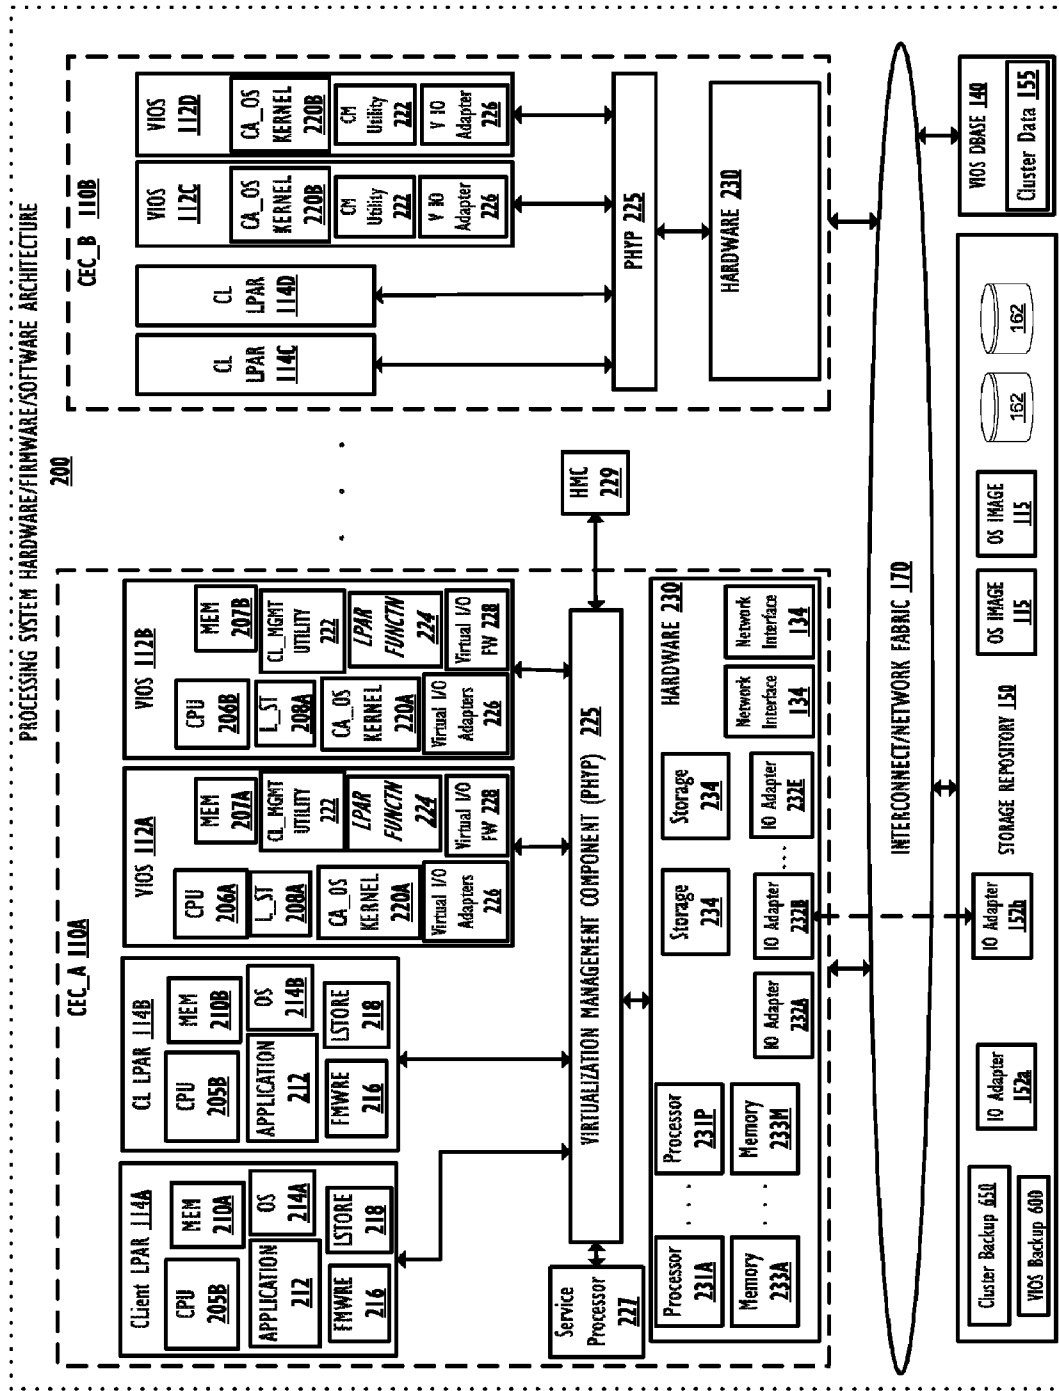 PROCESSING SYSTEM HARDWARE/FIRMWARE/SOFTWARE ARCHITECTURE
200
CEC_A 110A
CLient LPAR 114A
CPU
205B
MEM
210A
APPLICATION
212
OS
214A
FMWRE
216
LSTORE
218
CL LPAR 114B
CPU
205B
MEM
210B
APPLICATION
212
OS
214B
FMWRE
216
LSTORE
218
VIOS 112A
CPU
206A
MEM
207A
L_ST
208A
CL_MGMT
UTILITY
222
CA_OS
KERNEL
220A
LPAR
FUNCTN
224
Virtual I/O
Adapters
226
Virtual I/O
FW 228
VIOS 112B
CPU
206B
MEM
207B
L_ST
208A
CL_MGMT
UTILITY
222
CA_OS
KERNEL
220A
LPAR
FUNCTN
224
Virtual I/O
Adapters
226
Virtual I/O
FW 228
Service
Processor
227
VIRTUALIZATION MANAGEMENT COMPONENT (PHYP) 225
HMC
229
HARDWARE 230
Processor
231A
. . .
Processor
231P
Memory
233A
. . .
Memory
233M
Storage
234
Storage
234
IO Adapter
232A
IO Adapter
232B
. . .
IO Adapter
232E
Network
Interface
134
Network
Interface
134
. . .
CEC_B 110B
CL
LPAR
114C
CL
LPAR
114D
VIOS
112C
CA_OS
KERNEL
220B
CM
Utility
222
V IO
Adapter
226
VIOS
112D
CA_OS
KERNEL
220B
CM
Utility
222
V IO
Adapter
226
PHYP 225
HARDWARE 230
INTERCONNECT/NETWORK FABRIC 170
Cluster Backup 650
VIOS Backup 600
IO Adapter
152a
IO Adapter
152b
STORAGE REPOSITORY 150
OS IMAGE
115
OS IMAGE
115
162
162
VIOS DBASE 140
Cluster Data 155